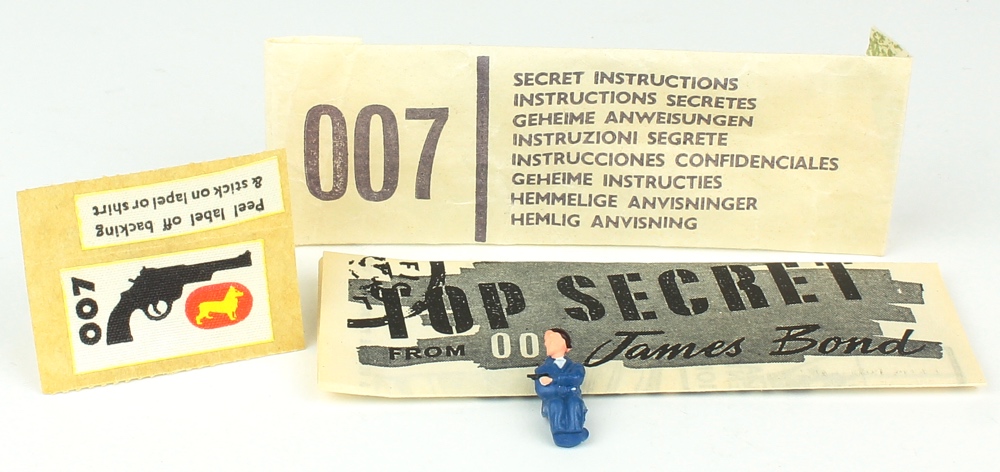 007
SECRET INSTRUCTIONS
INSTRUCTIONS SECRETES
GEHEIME ANWEISUNGEN
INSTRUZIONI SEGRETE
INSTRUCCIONES CONFIDENCIALES
GEHEIME INSTRUCTIES
HEMMELIGE ANVISNINGER
HEMLIG ANVISNING
Peel label off backing
& stick on lapel or shirt
007
TOP SECRET
FROM 00 James Bond